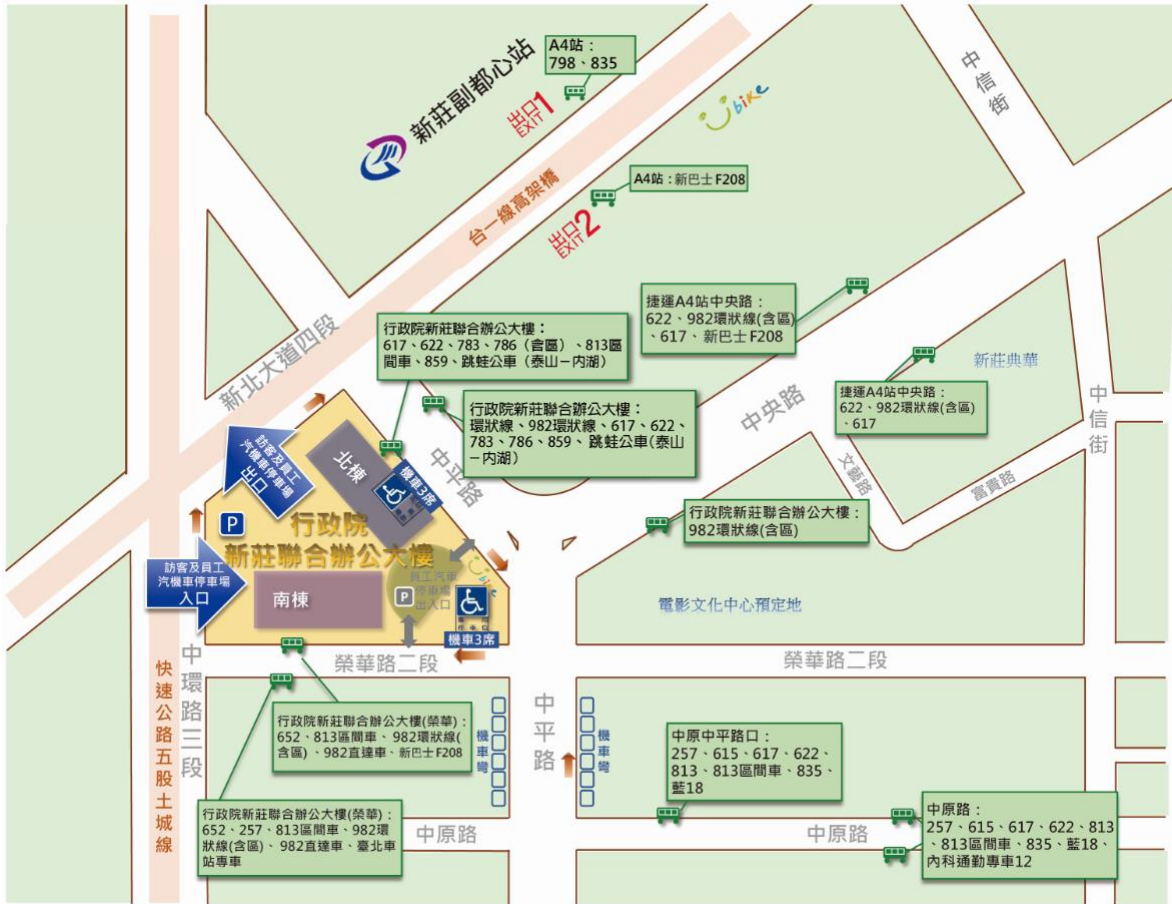 A4站：
798、835
新莊副都心站
出口1
EXIT
bike
中信街
台一線高架橋
A4站：新巴士F208
出口2
EXIT
捷運A4站中央路：
622、982環狀線(含區)
、617、新巴士F208
新北大道四段
行政院新莊聯合辦公大樓：
617、622、783、786（含區）、813區
間車、859、跳蛙公車（泰山－內湖）
行政院新莊聯合辦公大樓：
環狀線、982環狀線、617、622、
783、786、859、跳蛙公車(泰山
－內湖）
中平路
中央路
新莊典華
捷運A4站中央路：
622、982環狀線(含區)
、617
中信街
文藝路
富貴路
訪客及員工
汽機車停車場
出口
北棟
機車3席
P
行政院
新莊聯合辦公大樓
行政院新莊聯合辦公大樓：
982環狀線(含區)
訪客及員工
汽機車停車場
入口
南棟
P
員工汽車
停車場
出入口
bike
機車3席
電影文化中心預定地
榮華路二段
榮華路二段
中環路三段
快速公路五股土城線
行政院新莊聯合辦公大樓(榮華)：
652、813區間車、982環狀線(
含區)、982直達車、新巴士F208
機車彎
中平路
機車彎
中原中平路口：
257、615、617、622、
813、813區間車、835、
藍18
行政院新莊聯合辦公大樓(榮華)：
652、257、813區間車、982環
狀線(含區)、982直達車、臺北車
站專車
中原路
中原路
中原路：
257、615、617、622、813
、813區間車、835、藍18、
內科通勤專車12